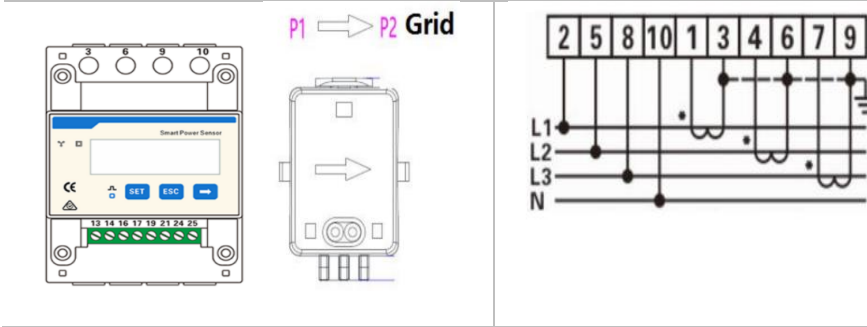 P1 P2 Grid
3 6 9 10
Smart Power Sensor
CE
SET ESC
13 14 16 17 19 21 24 25
2 5 8 10 1 3 4 6 7 9
*
L1
*
L2
*
L3
N